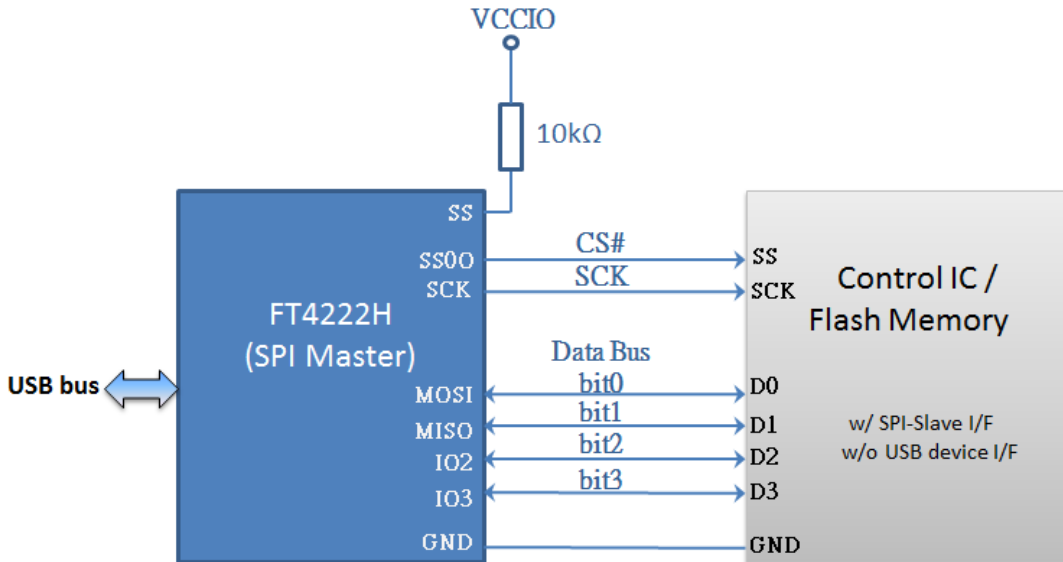 VCCIO
10kΩ
SS
SS0O
CS#
SS
SCK
SCK
SCK
FT4222H
(SPI Master)
Control IC /
Flash Memory
USB bus
Data Bus
MOSI
bit0
D0
MISO
bit1
D1
IO2
bit2
D2
IO3
bit3
D3
w/ SPI-Slave I/F
w/o USB device I/F
GND
GND